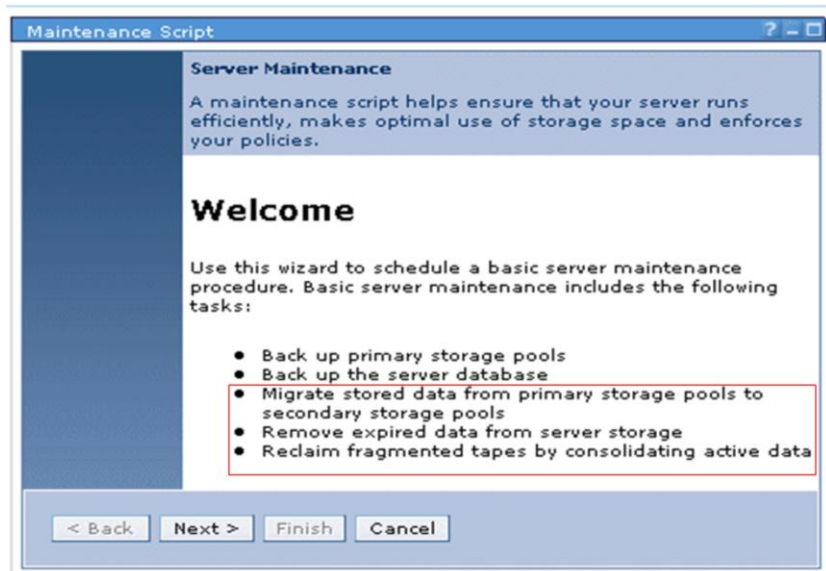 Maintenance Script
? – □
Server Maintenance
A maintenance script helps ensure that your server runs
efficiently, makes optimal use of storage space and enforces
your policies.
Welcome
Use this wizard to schedule a basic server maintenance
procedure. Basic server maintenance includes the following
tasks:
● Back up primary storage pools
● Back up the server database
● Migrate stored data from primary storage pools to
secondary storage pools
● Remove expired data from server storage
● Reclaim fragmented tapes by consolidating active data
< Back Next > Finish Cancel